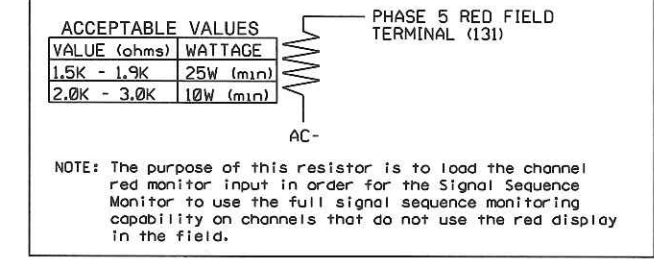 ACCEPTABLE VALUES
VALUE (ohms) WATTAGE
1.5K - 1.9K 25W (min)
2.0K - 3.0K 10W (min)
PHASE 5 RED FIELD
TERMINAL (131)
AC-
NOTE: The purpose of this resistor is to load the channel
red monitor input in order for the Signal Sequence
Monitor to use the full signal sequence monitoring
capability on channels that do not use the red display
in the field.